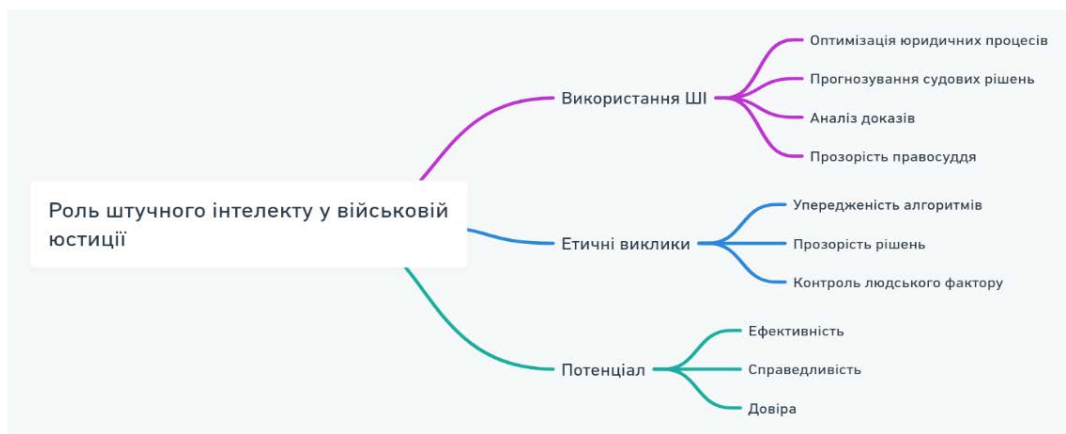 Роль штучного інтелекту у військовій
юстиції
Використання ШІ
Оптимізація юридичних процесів
Прогнозування судових рішень
Аналіз доказів
Прозорість правосуддя
Етичні виклики
Упередженість алгоритмів
Прозорість рішень
Контроль людського фактору
Потенціал
Ефективність
Справедливість
Довіра